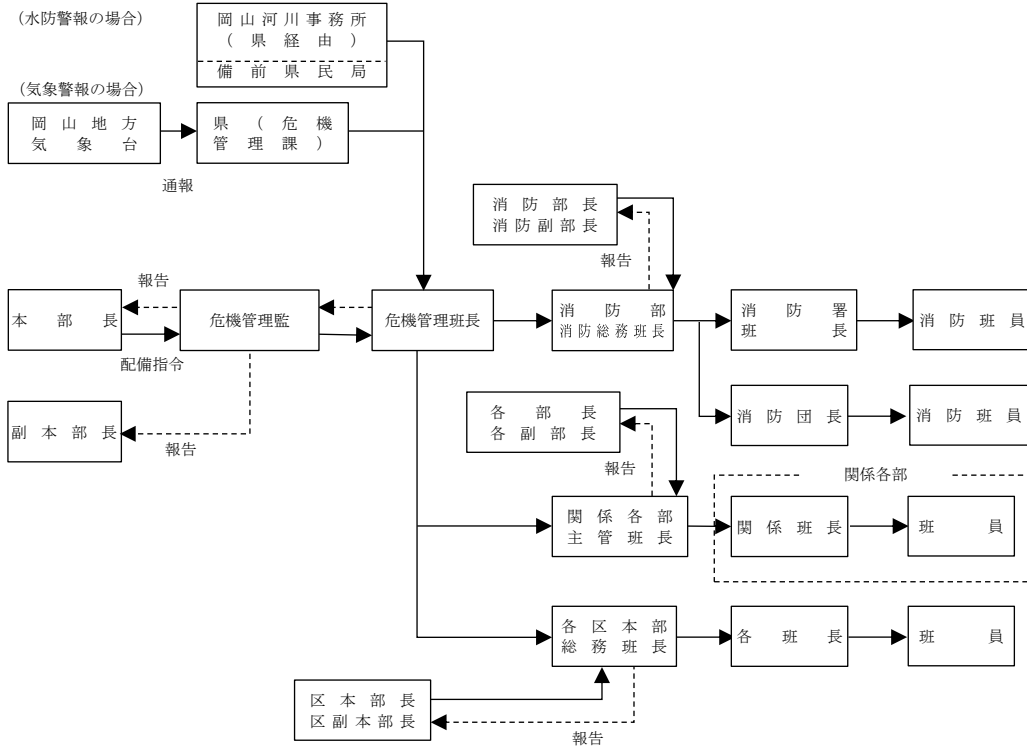 (水防警報の場合)
岡山河川事務所
(県経由)
備前県民局
(気象警報の場合)
岡山地方
気象台
県(危機
管理課)
通報
消防部長
消防副部長
報告
報告
本部長
危機管理監
危機管理班長
消防部
消防総務班長
消防署
班長
消防班員
配備指令
副本部長
報告
各部長
各副部長
報告
消防団長
消防班員
関係各部
関係各部
主管班長
関係班長
班員
各区本部
総務班長
各班長
班員
区本部長
区副本部長
報告